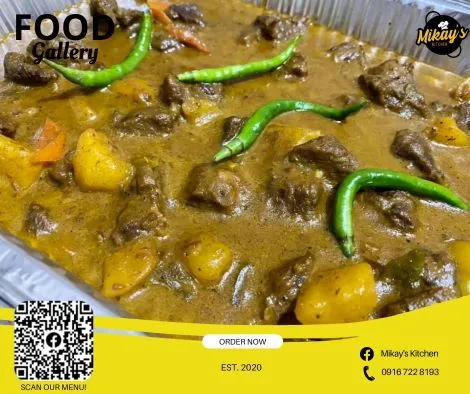 FOOD
Gallery
Mikay's
KITCHEN
ORDER NOW
EST. 2020
Mikay's Kitchen
0916 722 8193
SCAN OUR MENU!